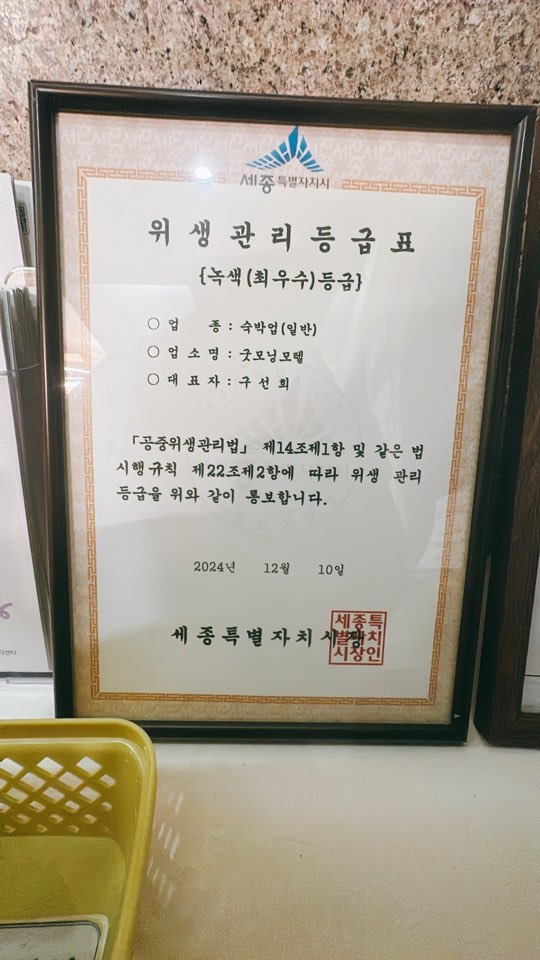 세종특별자치시
위생관리등급표
{녹색(최우수)등급}
○ 업 종 : 숙박업(일반)
○ 업 소 명 : 굿모닝모텔
○ 대 표 자 : 구 선 희
「공중위생관리법」 제14조제1항 및 같은 법
시행규칙 제22조제2항에 따라 위생 관리
등급을 위와 같이 통보합니다.
2024년 12월 10일
세종특별자치시장
세종특
별자치
시장인